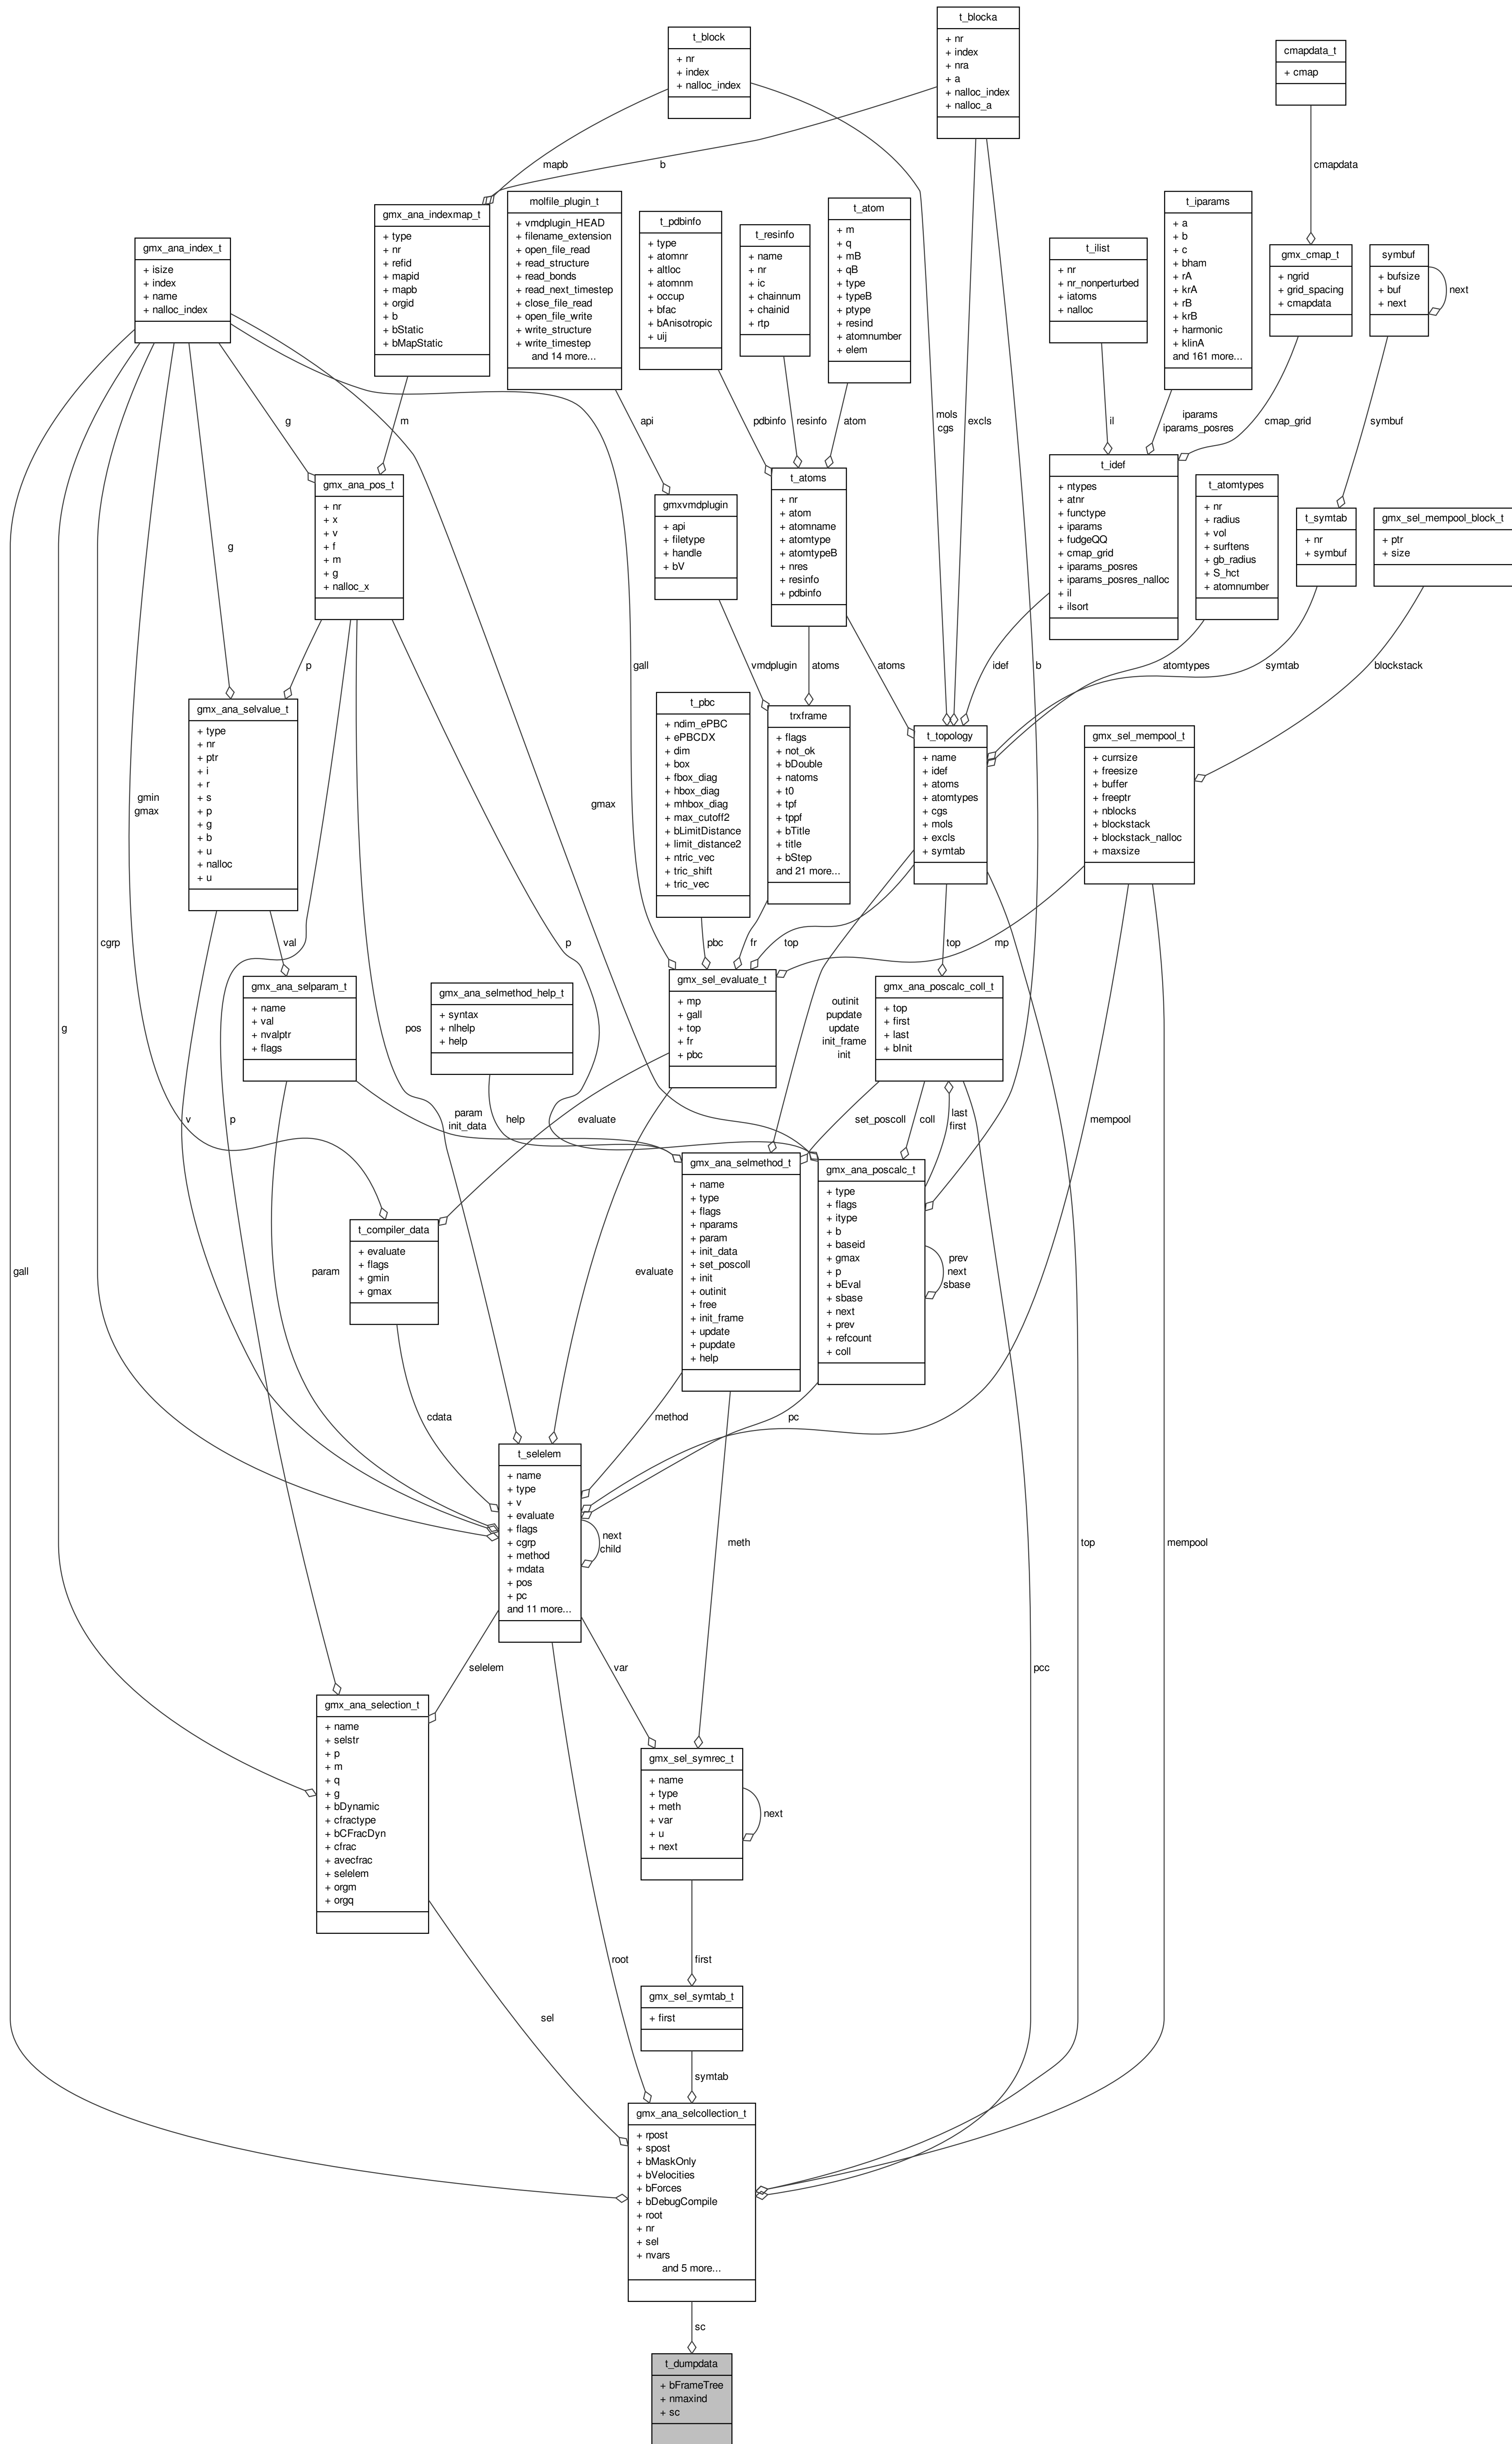 t_blocka
+ nr
+ index
+ nra
+ a
+ nalloc_index
+ nalloc_a
t_block
+ nr
+ index
+ nalloc_index
cmapdata_t
+ cmap
mapb
b
cmapdata
gmx_ana_indexmap_t
+ type
+ nr
+ refid
+ mapid
+ mapb
+ orgid
+ b
+ bStatic
+ bMapStatic
molfile_plugin_t
+ vmdplugin_HEAD
+ filename_extension
+ open_file_read
+ read_structure
+ read_bonds
+ read_next_timestep
+ close_file_read
+ open_file_write
+ write_structure
+ write_timestep
and 14 more...
t_pdbinfo
+ type
+ atomnr
+ altloc
+ atomnm
+ occup
+ bfac
+ bAnisotropic
+ uij
t_resinfo
+ name
+ nr
+ ic
+ chainnum
+ chainid
+ rtp
t_atom
+ m
+ q
+ mB
+ qB
+ type
+ typeB
+ ptype
+ resind
+ atomnumber
+ elem
t_iparams
+ a
+ b
+ c
+ bham
+ rA
+ krA
+ rB
+ krB
+ harmonic
+ klinA
and 161 more...
gmx_ana_index_t
+ isize
+ index
+ name
+ nalloc_index
t_ilist
+ nr
+ nr_nonperturbed
+ iatoms
+ nalloc
gmx_cmap_t
+ ngrid
+ grid_spacing
+ cmapdata
symbuf
+ bufsize
+ buf
+ next
next
g
m
api
pdbinfo
resinfo
atom
mols
cgs
excls
il
iparams
iparams_posres
cmap_grid
symbuf
gmx_ana_pos_t
+ nr
+ x
+ v
+ f
+ m
+ g
+ nalloc_x
gmxvmdplugin
+ api
+ filetype
+ handle
+ bV
t_atoms
+ nr
+ atom
+ atomname
+ atomtype
+ atomtypeB
+ nres
+ resinfo
+ pdbinfo
t_idef
+ ntypes
+ atnr
+ functype
+ iparams
+ fudgeQQ
+ cmap_grid
+ iparams_posres
+ iparams_posres_nalloc
+ il
+ ilsort
t_atomtypes
+ nr
+ radius
+ vol
+ surftens
+ gb_radius
+ S_hct
+ atomnumber
t_symtab
+ nr
+ symbuf
gmx_sel_mempool_block_t
+ ptr
+ size
g
p
gall
vmdplugin
atoms
atoms
idef
b
atomtypes
symtab
blockstack
gmx_ana_selvalue_t
+ type
+ nr
+ ptr
+ i
+ r
+ s
+ p
+ g
+ b
+ u
+ nalloc
+ u
t_pbc
+ ndim_ePBC
+ ePBCDX
+ dim
+ box
+ fbox_diag
+ hbox_diag
+ mhbox_diag
+ max_cutoff2
+ bLimitDistance
+ limit_distance2
+ ntric_vec
+ tric_shift
+ tric_vec
trxframe
+ flags
+ not_ok
+ bDouble
+ natoms
+ t0
+ tpf
+ tppf
+ bTitle
+ title
+ bStep
and 21 more...
t_topology
+ name
+ idef
+ atoms
+ atomtypes
+ cgs
+ mols
+ excls
+ symtab
gmx_sel_mempool_t
+ currsize
+ freesize
+ buffer
+ freeptr
+ nblocks
+ blockstack
+ blockstack_nalloc
+ maxsize
gmin
gmax
gmax
cgrp
val
p
pbc
fr
top
top
mp
gmx_ana_selparam_t
+ name
+ val
+ nvalptr
+ flags
gmx_ana_selmethod_help_t
+ syntax
+ nlhelp
+ help
gmx_sel_evaluate_t
+ mp
+ gall
+ top
+ fr
+ pbc
gmx_ana_poscalc_coll_t
+ top
+ first
+ last
+ bInit
g
pos
outinit
pupdate
update
init_frame
init
v
p
param
init_data
help
evaluate
set_poscoll
coll
last
first
mempool
gmx_ana_selmethod_t
+ name
+ type
+ flags
+ nparams
+ param
+ init_data
+ set_poscoll
+ init
+ outinit
+ free
+ init_frame
+ update
+ pupdate
+ help
gmx_ana_poscalc_t
+ type
+ flags
+ itype
+ b
+ baseid
+ gmax
+ p
+ bEval
+ sbase
+ next
+ prev
+ refcount
+ coll
prev
next
sbase
t_compiler_data
+ evaluate
+ flags
+ gmin
+ gmax
gall
param
evaluate
cdata
method
pc
t_selelem
+ name
+ type
+ v
+ evaluate
+ flags
+ cgrp
+ method
+ mdata
+ pos
+ pc
and 11 more...
next
child
meth
top
mempool
selelem
var
pcc
gmx_ana_selection_t
+ name
+ selstr
+ p
+ m
+ q
+ g
+ bDynamic
+ cfractype
+ bCFracDyn
+ cfrac
+ avecfrac
+ selelem
+ orgm
+ orgq
gmx_sel_symrec_t
+ name
+ type
+ meth
+ var
+ u
+ next
next
root
first
sel
gmx_sel_symtab_t
+ first
symtab
gmx_ana_selcollection_t
+ rpost
+ spost
+ bMaskOnly
+ bVelocities
+ bForces
+ bDebugCompile
+ root
+ nr
+ sel
+ nvars
and 5 more...
sc
t_dumpdata
+ bFrameTree
+ nmaxind
+ sc